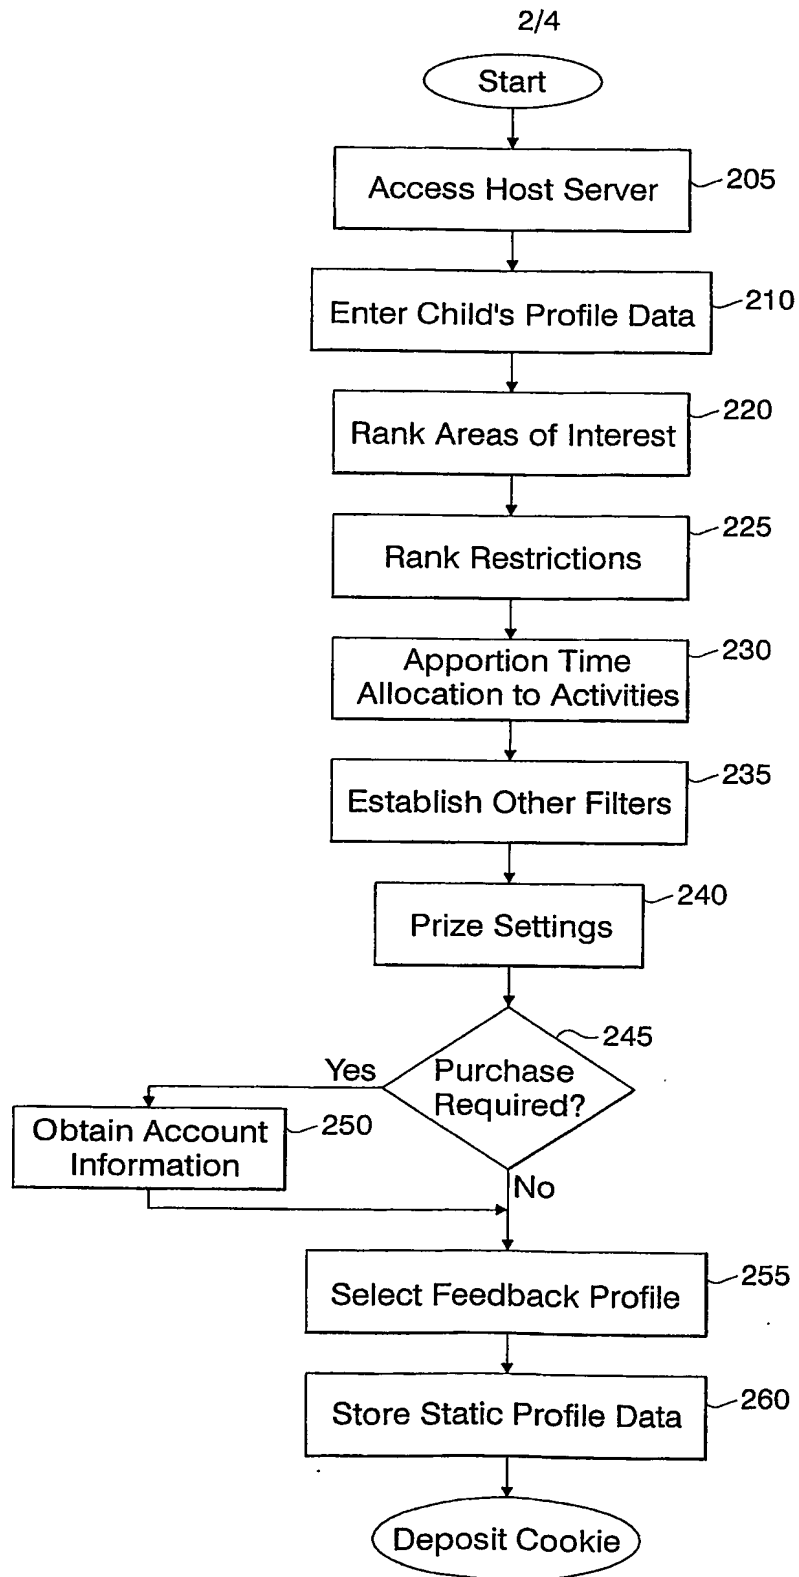 2/4
Start
Access Host Server
205
Enter Child's Profile Data
210
Rank Areas of Interest
220
Rank Restrictions
225
Apportion Time
Allocation to Activities
230
Establish Other Filters
235
Prize Settings
240
Purchase
Required?
245
Yes
Obtain Account
Information
250
No
Select Feedback Profile
255
Store Static Profile Data
260
Deposit Cookie